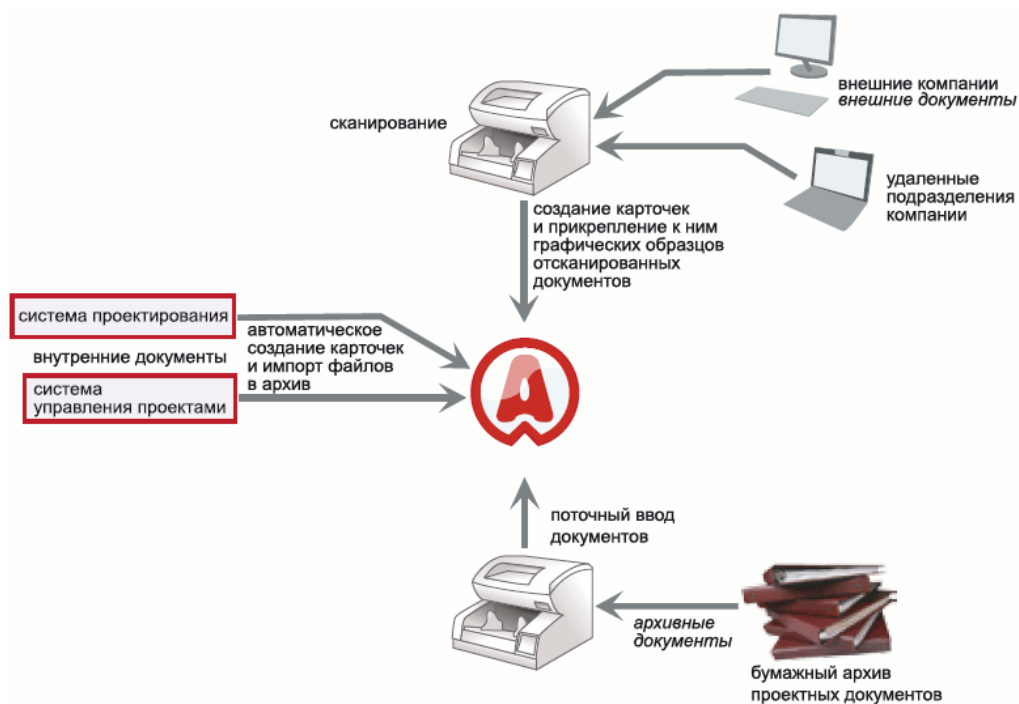 внешние компании
внешние документы
сканирование
удаленные
подразделения
компании
создание карточек
и прикрепление к ним
графических образцов
отсканированных
документов
система проектирования
автоматическое
создание карточек
и импорт файлов
в архив
внутренние документы
система
управления проектами
А
поточный ввод
документов
архивные
документы
бумажный архив
проектных документов